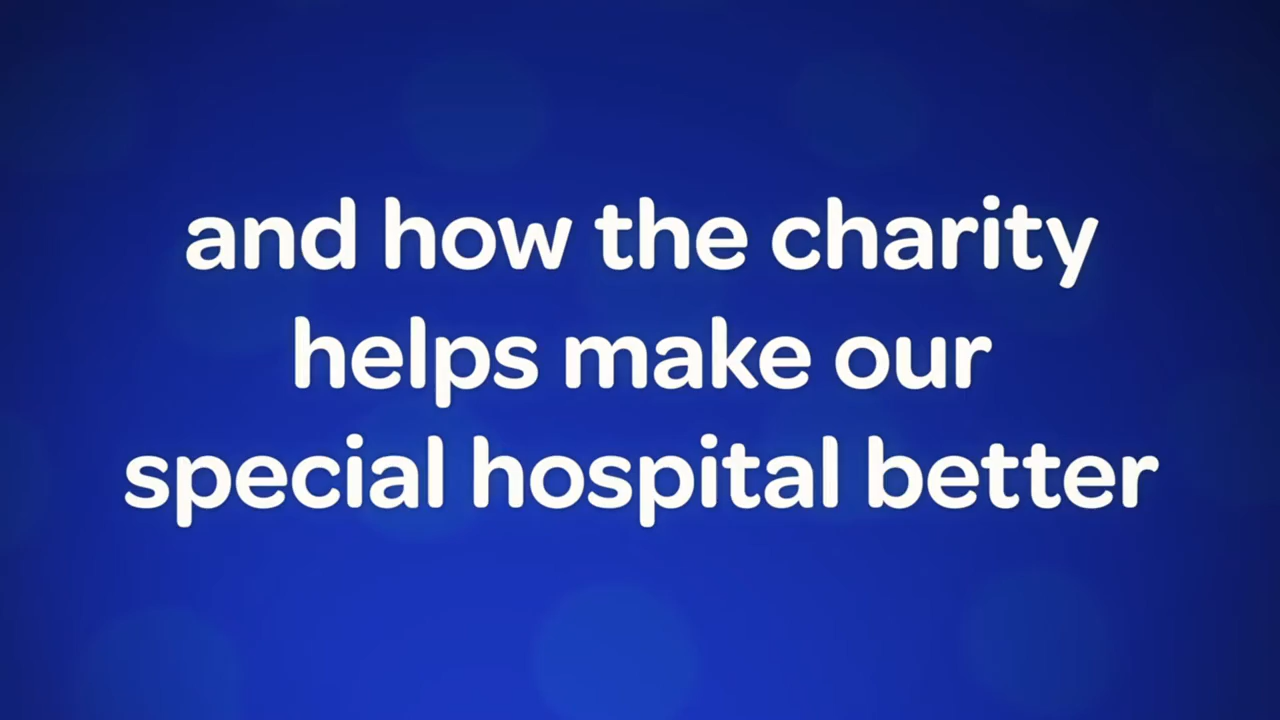 and how the charity
helps make our
special hospital better